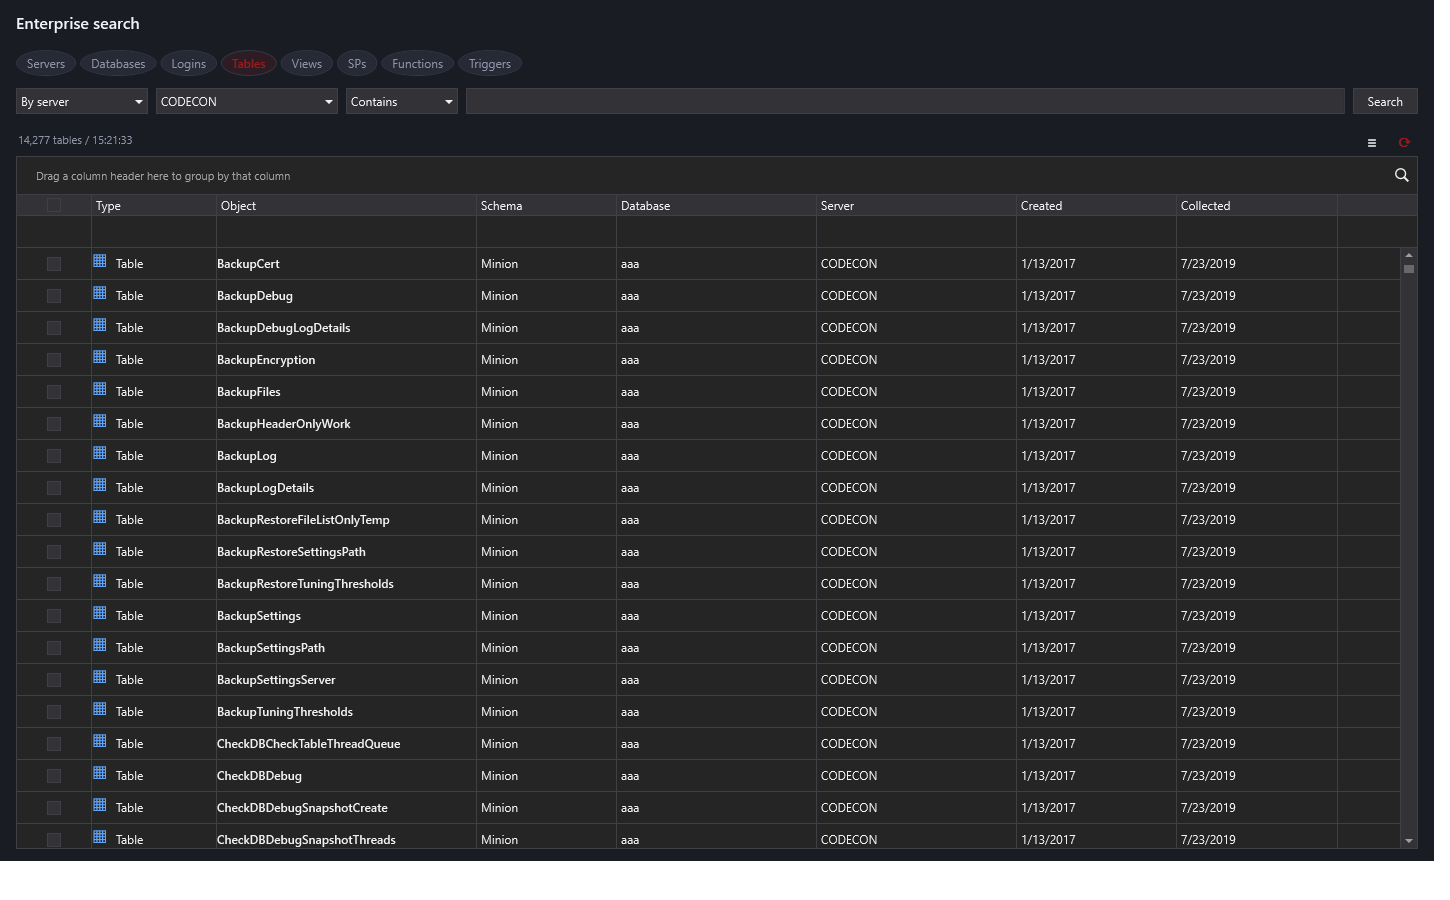 Enterprise search
Servers Databases Logins Tables Views SPs Functions Triggers
By server CODECON Contains Search
14,277 tables / 15:21:33
Drag a column header here to group by that column
Type Object Schema Database Server Created Collected
Table BackupCert Minion aaa CODECON 1/13/2017 7/23/2019
Table BackupDebug Minion aaa CODECON 1/13/2017 7/23/2019
Table BackupDebugLogDetails Minion aaa CODECON 1/13/2017 7/23/2019
Table BackupEncryption Minion aaa CODECON 1/13/2017 7/23/2019
Table BackupFiles Minion aaa CODECON 1/13/2017 7/23/2019
Table BackupHeaderOnlyWork Minion aaa CODECON 1/13/2017 7/23/2019
Table BackupLog Minion aaa CODECON 1/13/2017 7/23/2019
Table BackupLogDetails Minion aaa CODECON 1/13/2017 7/23/2019
Table BackupRestoreFileListOnlyTemp Minion aaa CODECON 1/13/2017 7/23/2019
Table BackupRestoreSettingsPath Minion aaa CODECON 1/13/2017 7/23/2019
Table BackupRestoreTuningThresholds Minion aaa CODECON 1/13/2017 7/23/2019
Table BackupSettings Minion aaa CODECON 1/13/2017 7/23/2019
Table BackupSettingsPath Minion aaa CODECON 1/13/2017 7/23/2019
Table BackupSettingsServer Minion aaa CODECON 1/13/2017 7/23/2019
Table BackupTuningThresholds Minion aaa CODECON 1/13/2017 7/23/2019
Table CheckDBCheckTableThreadQueue Minion aaa CODECON 1/13/2017 7/23/2019
Table CheckDBDebug Minion aaa CODECON 1/13/2017 7/23/2019
Table CheckDBDebugSnapshotCreate Minion aaa CODECON 1/13/2017 7/23/2019
Table CheckDBDebugSnapshotThreads Minion aaa CODECON 1/13/2017 7/23/2019